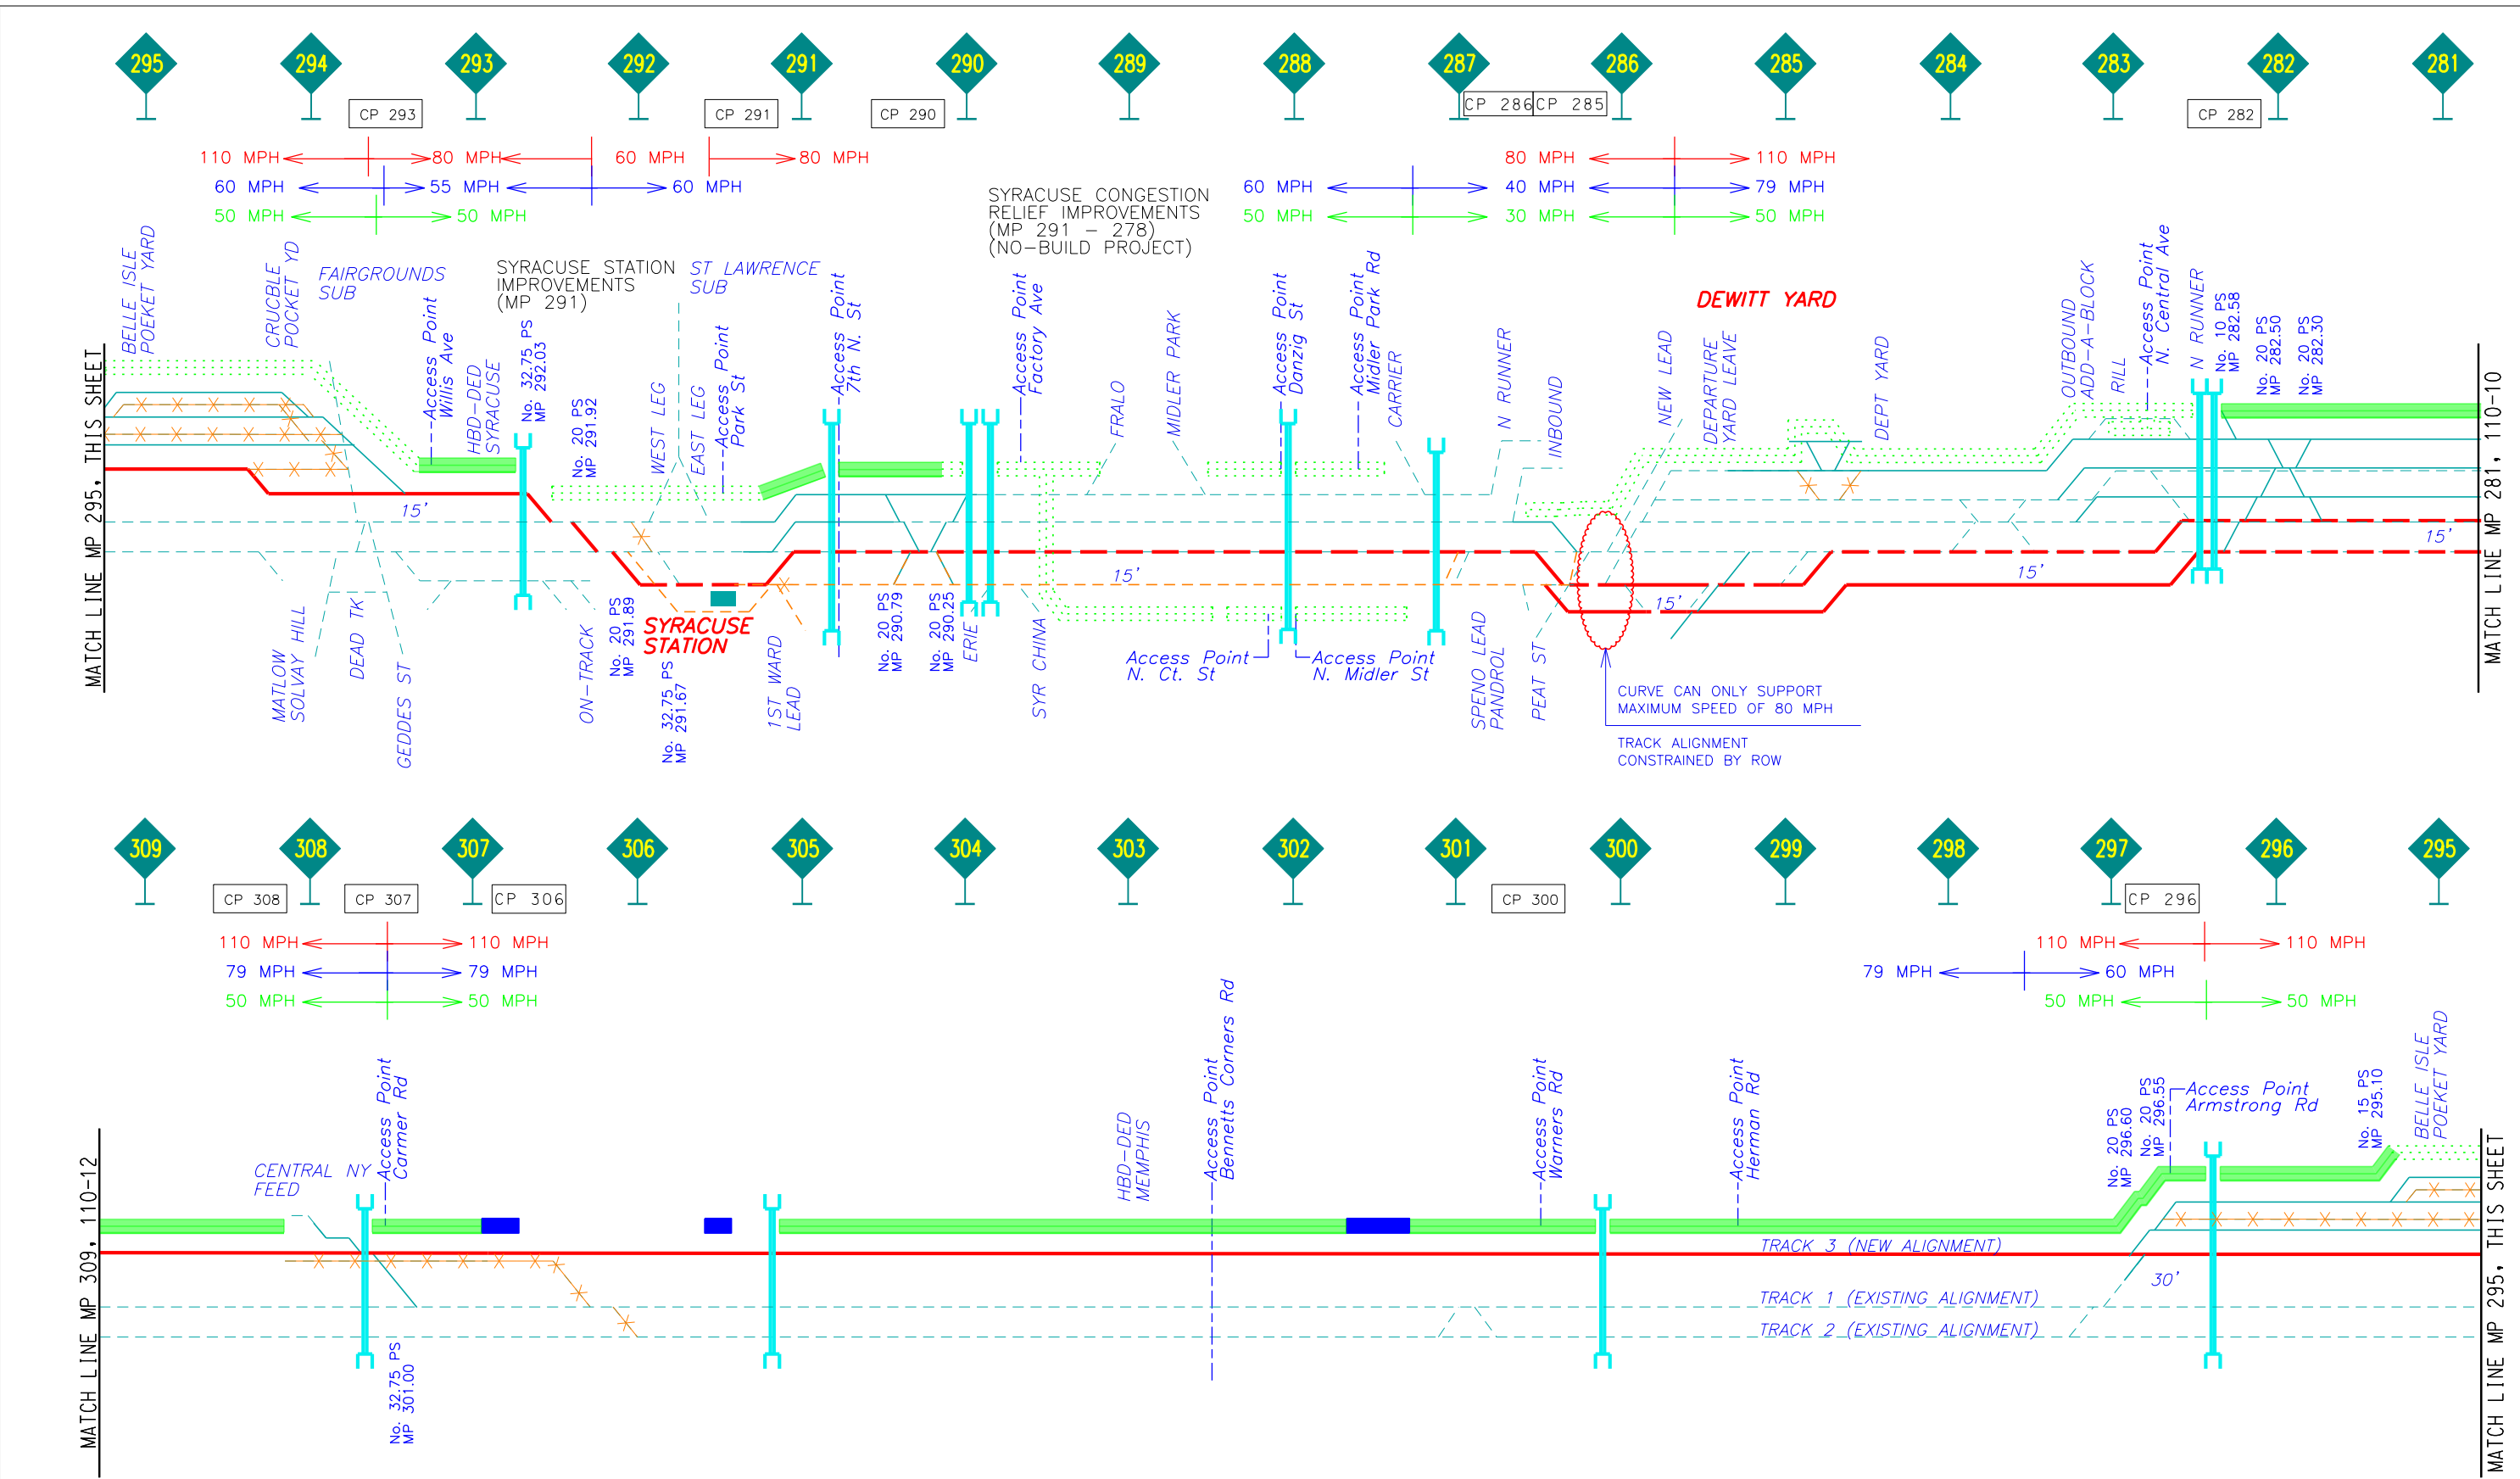 295 294 293 292 291 290 289 288 287 286 285 284 283 282 281
CP 293
CP 291
CP 290
CP 286
CP 285
CP 282
110 MPH 80 MPH 60 MPH 80 MPH 80 MPH 110 MPH
60 MPH 55 MPH 60 MPH 60 MPH 40 MPH 79 MPH
50 MPH 50 MPH 50 MPH 30 MPH 50 MPH
SYRACUSE CONGESTION
RELIEF IMPROVEMENTS
(MP 291 – 278)
(NO–BUILD PROJECT)
MATCH LINE MP 295, THIS SHEET
BELLE ISLE
POEKET YARD
CRUCBLE
POCKET YD
FAIRGROUNDS
SUB
Access Point
Willis Ave
HBD-DED
SYRACUSE
SYRACUSE STATION
IMPROVEMENTS
(MP 291)
No. 32.75 PS
MP 292.03
No. 20 PS
MP 291.92
ST LAWRENCE
SUB
WEST LEG
EAST LEG
Access Point
Park St
Access Point
7th N. St
Access Point
Factory Ave
FRALO
MIDLER PARK
Access Point
Danzig St
Access Point
Midler Park Rd
CARRIER
N RUNNER
INBOUND
NEW LEAD
DEPARTURE
YARD LEAVE
DEWITT YARD
DEPT YARD
OUTBOUND
ADD-A-BLOCK
RILL
Access Point
N. Central Ave
N RUNNER
No. 10 PS
MP 282.58
No. 20 PS
MP 282.50
No. 20 PS
MP 282.30
MATCH LINE MP 281, 110-10
15'
15'
15'
15'
15'
MATLOW
SOLVAY HILL
DEAD TK
GEDDES ST
ON-TRACK
No. 20 PS
MP 291.89
SYRACUSE
STATION
No. 32.75 PS
MP 291.67
1ST WARD
LEAD
No. 20 PS
MP 290.79
No. 20 PS
MP 290.25
ERIE
SYR CHINA
Access Point
N. Ct. St
Access Point
N. Midler St
SPENO LEAD
PANDROL
PEAT ST
CURVE CAN ONLY SUPPORT
MAXIMUM SPEED OF 80 MPH
TRACK ALIGNMENT
CONSTRAINED BY ROW
309 308 307 306 305 304 303 302 301 300 299 298 297 296 295
CP 308
CP 307
CP 306
CP 300
CP 296
110 MPH 110 MPH 110 MPH 110 MPH
79 MPH 79 MPH 79 MPH 60 MPH
50 MPH 50 MPH 50 MPH 50 MPH
MATCH LINE MP 309, 110-12
CENTRAL NY
FEED
Access Point
Carmer Rd
No. 32.75 PS
MP 301.00
HBD-DED
MEMPHIS
Access Point
Bennetts Corners Rd
Access Point
Warners Rd
Access Point
Herman Rd
No. 20 PS
MP 296.60
No. 20 PS
MP 296.55
Access Point
Armstrong Rd
No. 15 PS
MP 295.10
BELLE ISLE
POEKET YARD
TRACK 3 (NEW ALIGNMENT)
30'
TRACK 1 (EXISTING ALIGNMENT)
TRACK 2 (EXISTING ALIGNMENT)
MATCH LINE MP 295, THIS SHEET